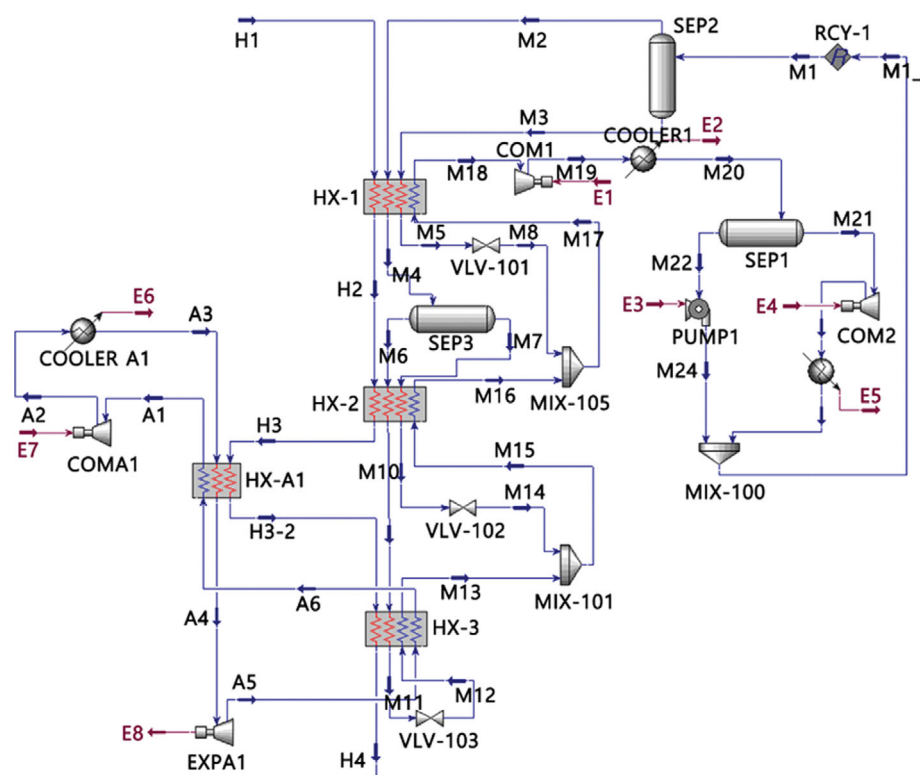 SEP2
RCY-1
H1
M2
M1
M1_
M3
COOLER1
E2
COM1
M18
M19
M20
E1
HX-1
M5
M8
M17
M21
VLV-101
SEP1
M4
M22
H2
E6
A3
E3
E4
SEP3
M7
PUMP1
COM2
COOLER A1
M6
M24
HX-2
M16
MIX-105
E5
A2
A1
E7
H3
COMA1
M15
M10
HX-A1
MIX-100
M14
H3-2
VLV-102
A6
M13
MIX-101
A4
HX-3
A5
M11
M12
E8
VLV-103
EXPA1
H4